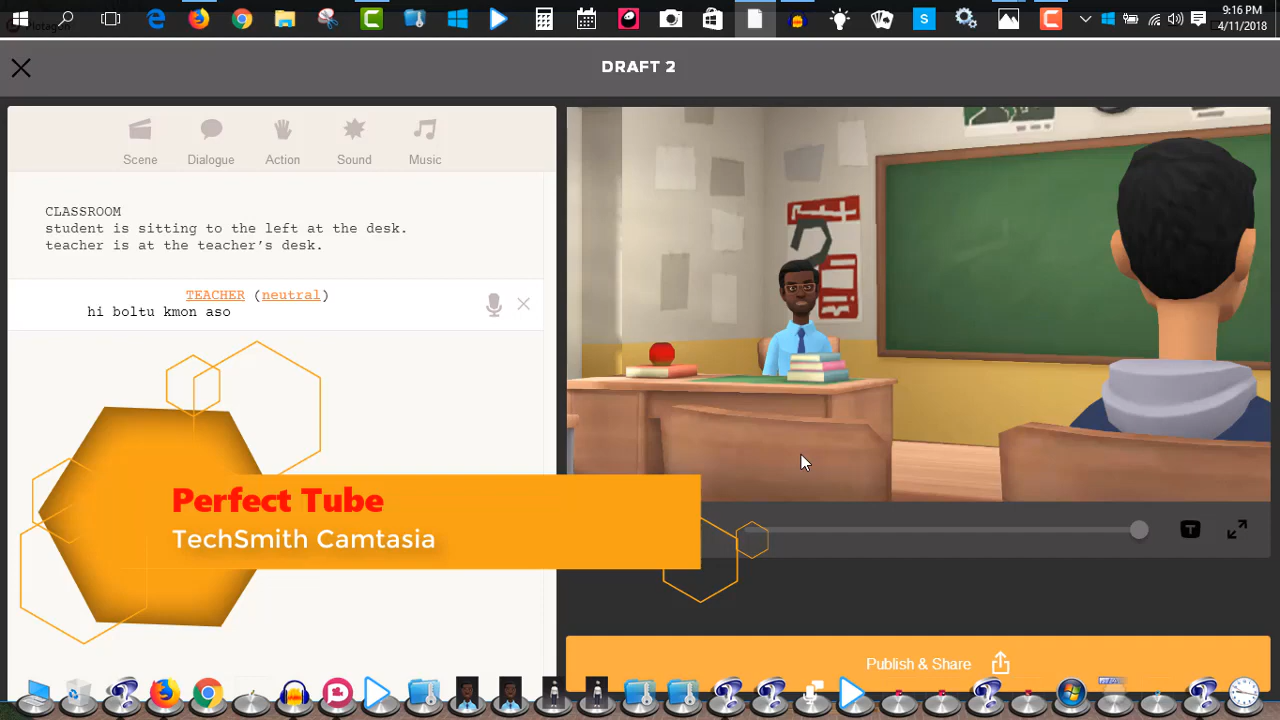 9:16 PM
4/11/2018
Plotagon
DRAFT 2
Scene
Dialogue
Action
Sound
Music
CLASSROOM
student is sitting to the left at the desk.
teacher is at the teacher's desk.
TEACHER (neutral)
hi boltu kmon aso
Perfect Tube
TechSmith Camtasia
T
Publish & Share